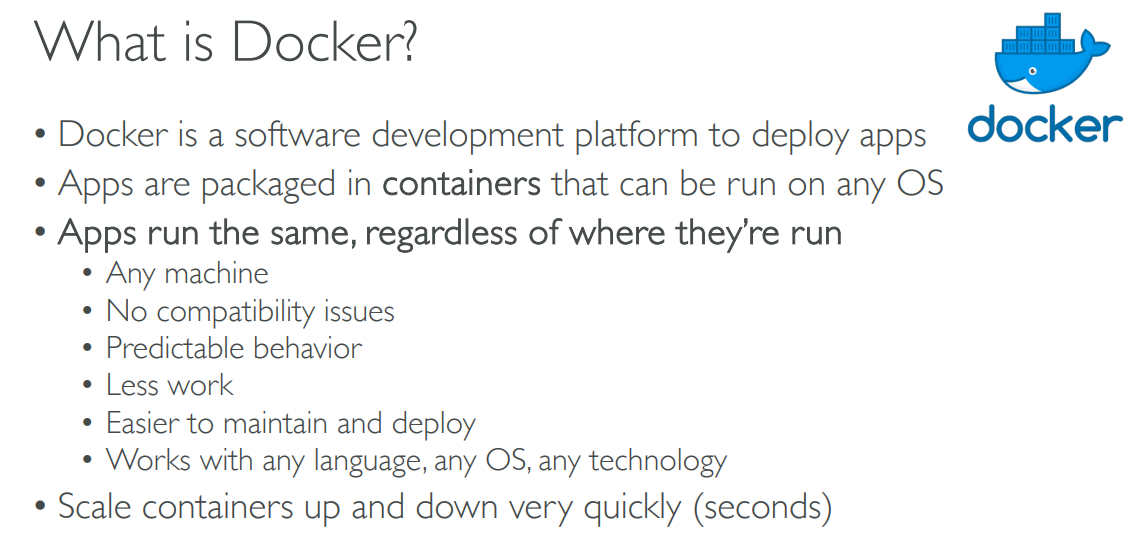 What is Docker?
docker
• Docker is a software development platform to deploy apps
• Apps are packaged in containers that can be run on any OS
• Apps run the same, regardless of where they’re run
• Any machine
• No compatibility issues
• Predictable behavior
• Less work
• Easier to maintain and deploy
• Works with any language, any OS, any technology
• Scale containers up and down very quickly (seconds)